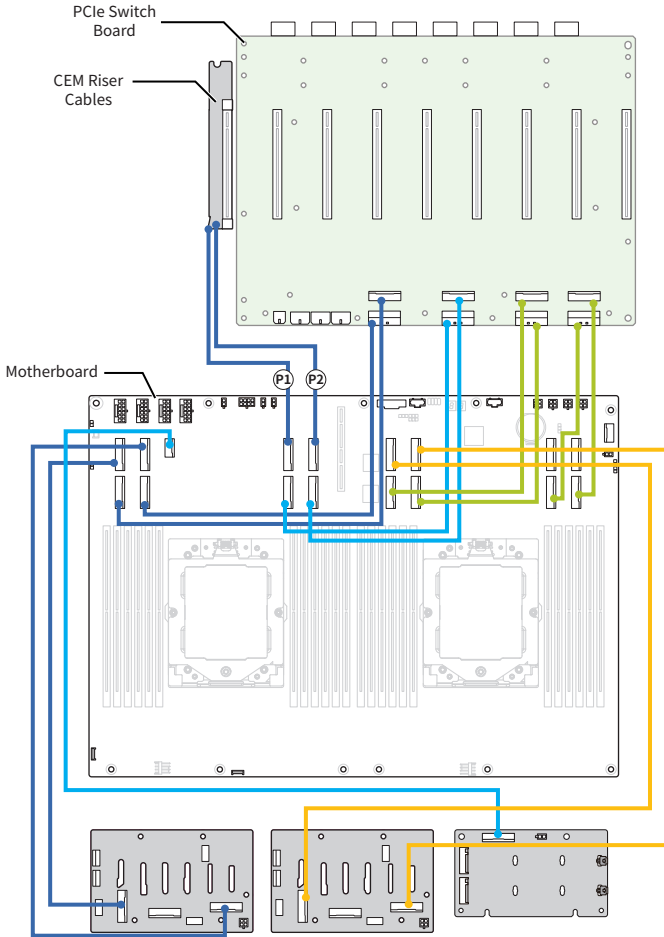 PCIe Switch
Board
CEM Riser
Cables
Motherboard
P1
P2